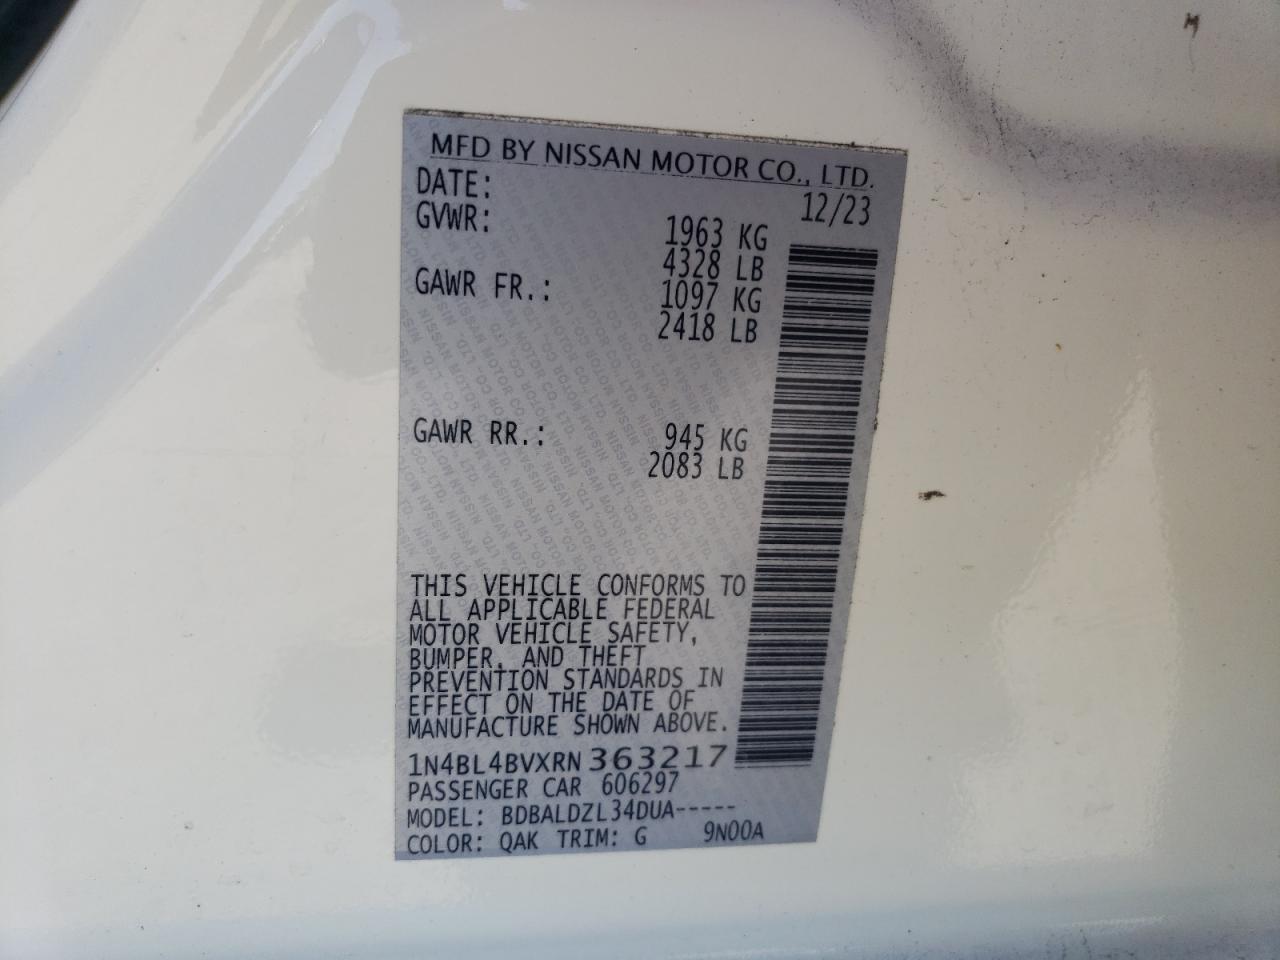 MFD BY NISSAN MOTOR CO., LTD.
DATE: 12/23
GVWR: 1963 KG
4328 LB
GAWR FR.: 1097 KG
2418 LB
GAWR RR.: 945 KG
2083 LB
THIS VEHICLE CONFORMS TO
ALL APPLICABLE FEDERAL
MOTOR VEHICLE SAFETY,
BUMPER, AND THEFT
PREVENTION STANDARDS IN
EFFECT ON THE DATE OF
MANUFACTURE SHOWN ABOVE.
1N4BL4BVXRN363217
PASSENGER CAR 606297
MODEL: BDBALDZL34DUA-----
COLOR: QAK TRIM: G 9N00A